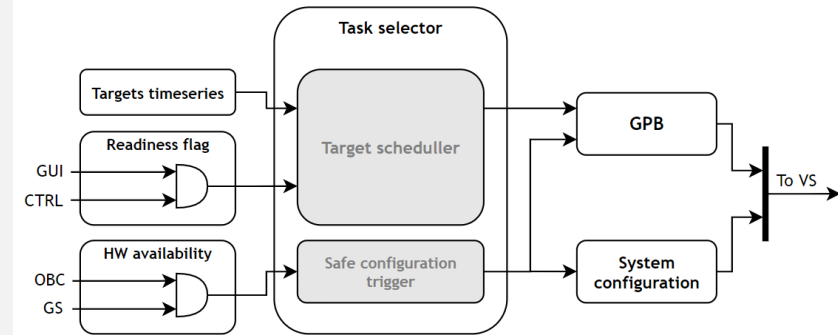 Task selector
Targets timeseries
Target scheduller
GPB
Readiness flag
GUI
CTRL
To VS
HW availability
OBC
GS
Safe configuration
trigger
System
configuration